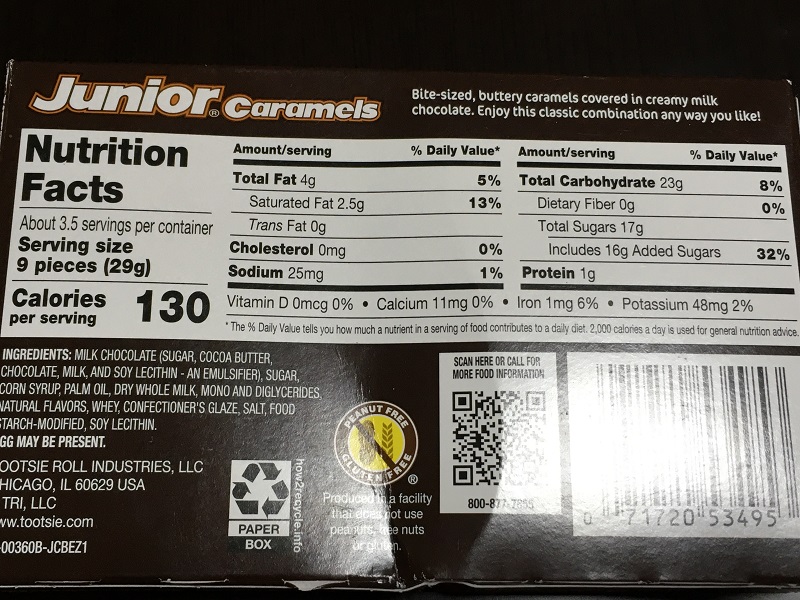 Junior® Caramels
Bite-sized, buttery caramels covered in creamy milk
chocolate. Enjoy this classic combination any way you like!
Nutrition
Facts
About 3.5 servings per container
Serving size
9 pieces (29g)
Calories
per serving
130
Amount/serving % Daily Value*
Total Fat 4g 5%
Saturated Fat 2.5g 13%
Trans Fat 0g
Cholesterol 0mg 0%
Sodium 25mg 1%
Amount/serving % Daily Value*
Total Carbohydrate 23g 8%
Dietary Fiber 0g 0%
Total Sugars 17g
Includes 16g Added Sugars 32%
Protein 1g
Vitamin D 0mcg 0% • Calcium 11mg 0% • Iron 1mg 6% • Potassium 48mg 2%
* The % Daily Value tells you how much a nutrient in a serving of food contributes to a daily diet. 2,000 calories a day is used for general nutrition advice.
INGREDIENTS: MILK CHOCOLATE (SUGAR, COCOA BUTTER,
CHOCOLATE, MILK, AND SOY LECITHIN - AN EMULSIFIER), SUGAR,
CORN SYRUP, PALM OIL, DRY WHOLE MILK, MONO AND DIGLYCERIDES,
NATURAL FLAVORS, WHEY, CONFECTIONER'S GLAZE, SALT, FOOD
STARCH-MODIFIED, SOY LECITHIN.
GG MAY BE PRESENT.
OOTSIE ROLL INDUSTRIES, LLC
HICAGO, IL 60629 USA
TRI, LLC
ww.tootsie.com
-00360B-JCBEZ1
PAPER
BOX
how2recycle.info
PEANUT FREE
GLUTEN FREE
®
Produced in a facility
that does not use
peanuts, tree nuts
or gluten.
SCAN HERE OR CALL FOR
MORE FOOD INFORMATION
800-877-7655
0 71720 53495